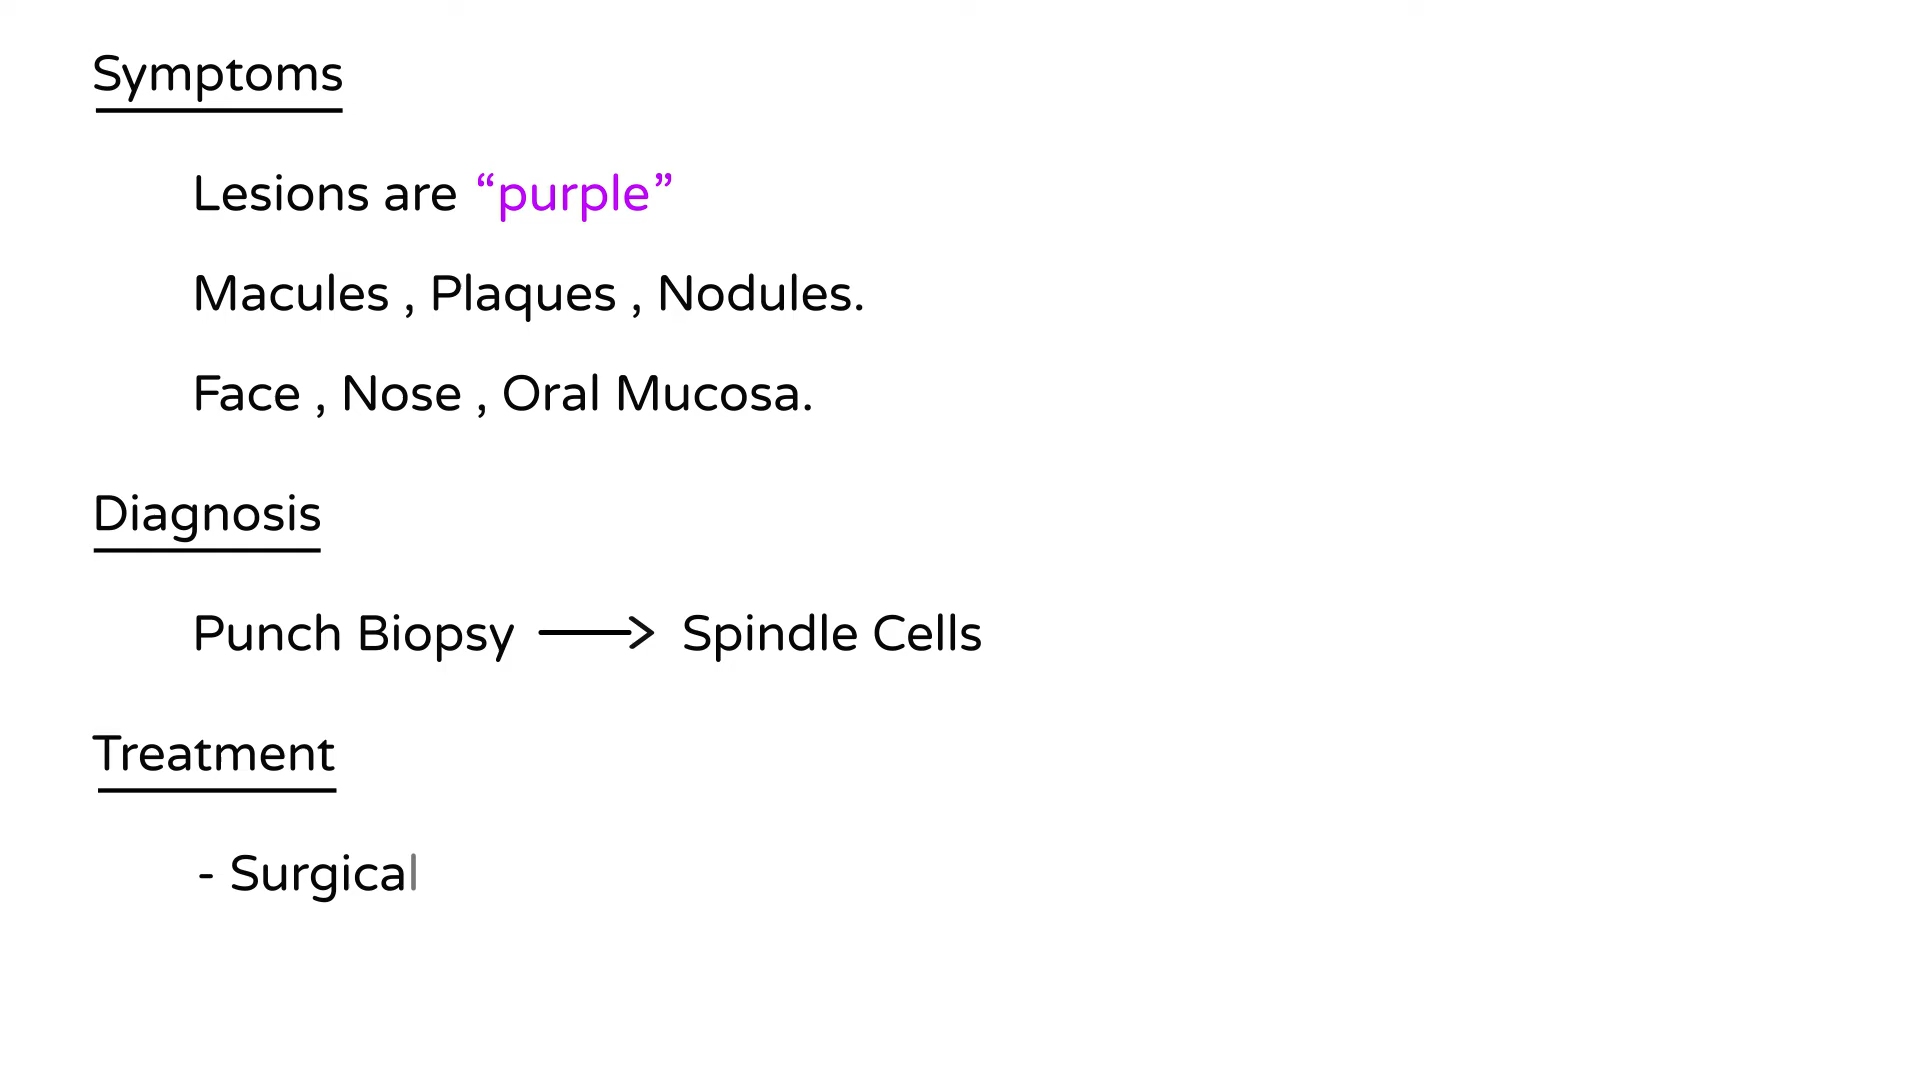 Symptoms
Lesions are “purple”
Macules , Plaques , Nodules.
Face , Nose , Oral Mucosa.
Diagnosis
Punch Biopsy ⟶ Spindle Cells
Treatment
- Surgical